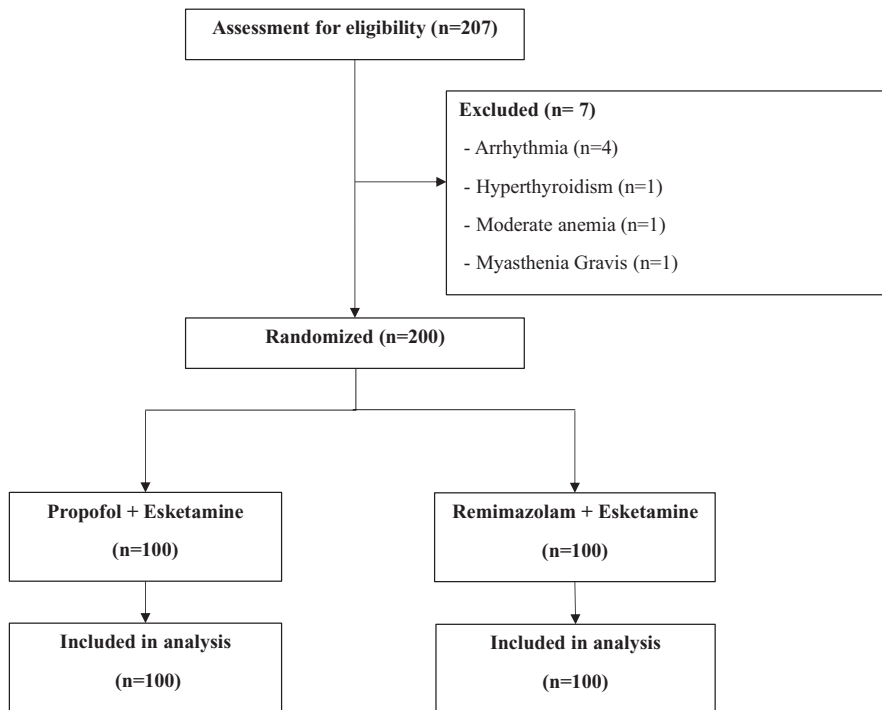 Assessment for eligibility (n=207)
Excluded (n= 7)
- Arrhythmia (n=4)
- Hyperthyroidism (n=1)
- Moderate anemia (n=1)
- Myasthenia Gravis (n=1)
Randomized (n=200)
Propofol + Esketamine
(n=100)
Remimazolam + Esketamine
(n=100)
Included in analysis
(n=100)
Included in analysis
(n=100)